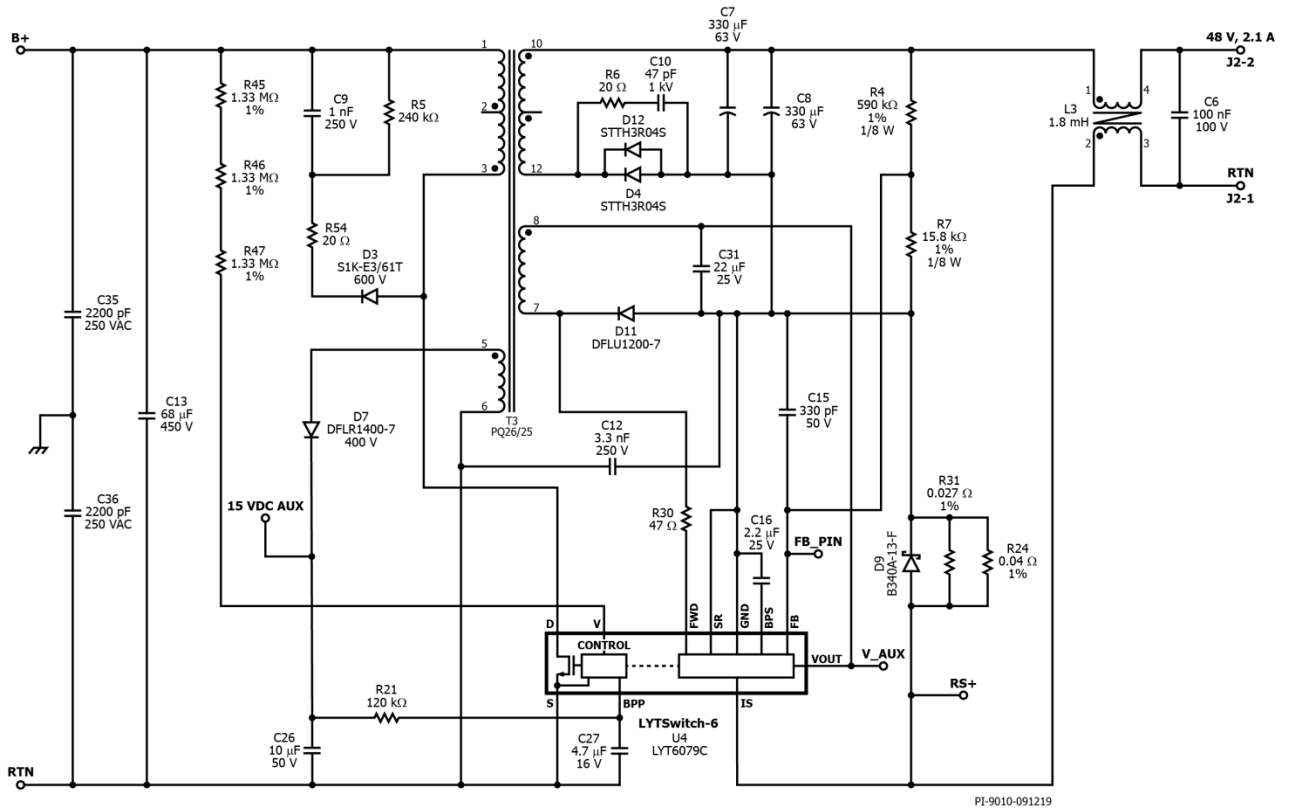 B+
C35
2200 pF
250 VAC
C36
2200 pF
250 VAC
RTN
C13
68 μF
450 V
R45
1.33 MΩ
1%
R46
1.33 MΩ
1%
R47
1.33 MΩ
1%
C9
1 nF
250 V
R5
240 kΩ
R54
20 Ω
D3
S1K-E3/61T
600 V
D7
DFLR1400-7
400 V
15 VDC AUX
R21
120 kΩ
C26
10 μF
50 V
C27
4.7 μF
16 V
1
2
3
5
6
10
12
8
7
T3
PQ26/25
R6
20 Ω
C10
47 pF
1 kV
D12
STTH3R04S
D4
STTH3R04S
C7
330 μF
63 V
C8
330 μF
63 V
R4
590 kΩ
1%
1/8 W
R7
15.8 kΩ
1%
1/8 W
C31
22 μF
25 V
D11
DFLU1200-7
C12
3.3 nF
250 V
C15
330 pF
50 V
R30
47 Ω
C16
2.2 μF
25 V
FB_PIN
D9
B340A-13-F
R31
0.027 Ω
1%
R24
0.04 Ω
1%
1
4
2
3
L3
1.8 mH
C6
100 nF
100 V
48 V, 2.1 A
J2-2
RTN
J2-1
D
V
FWD
SR
GND
BPS
FB
CONTROL
VOUT
V_AUX
S
BPP
IS
RS+
LYTSwitch-6
U4
LYT6079C
PI-9010-091219